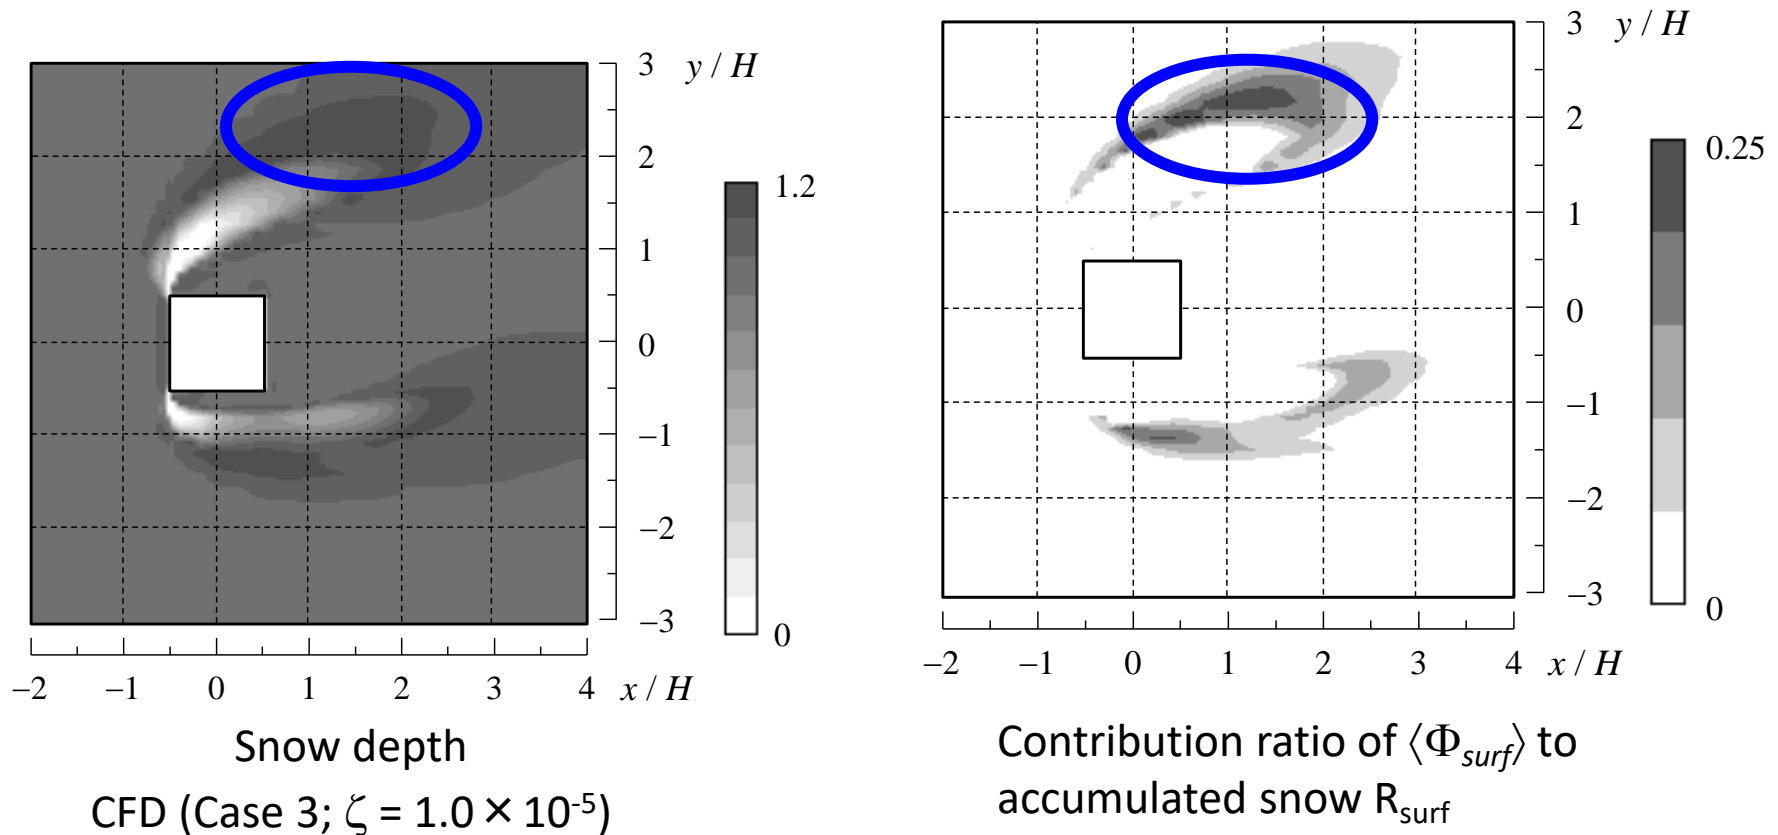 3
y / H
2
1
0
−1
−2
−3
1.2
0
−2 −1 0 1 2 3 4 x / H
Snow depth
CFD (Case 3; ζ = 1.0 × 10⁻⁵)
3 y / H
2
1
0
−1
−2
−3
0.25
0
−2 −1 0 1 2 3 4 x / H
Contribution ratio of ⟨Φsurf⟩ to
accumulated snow Rsurf